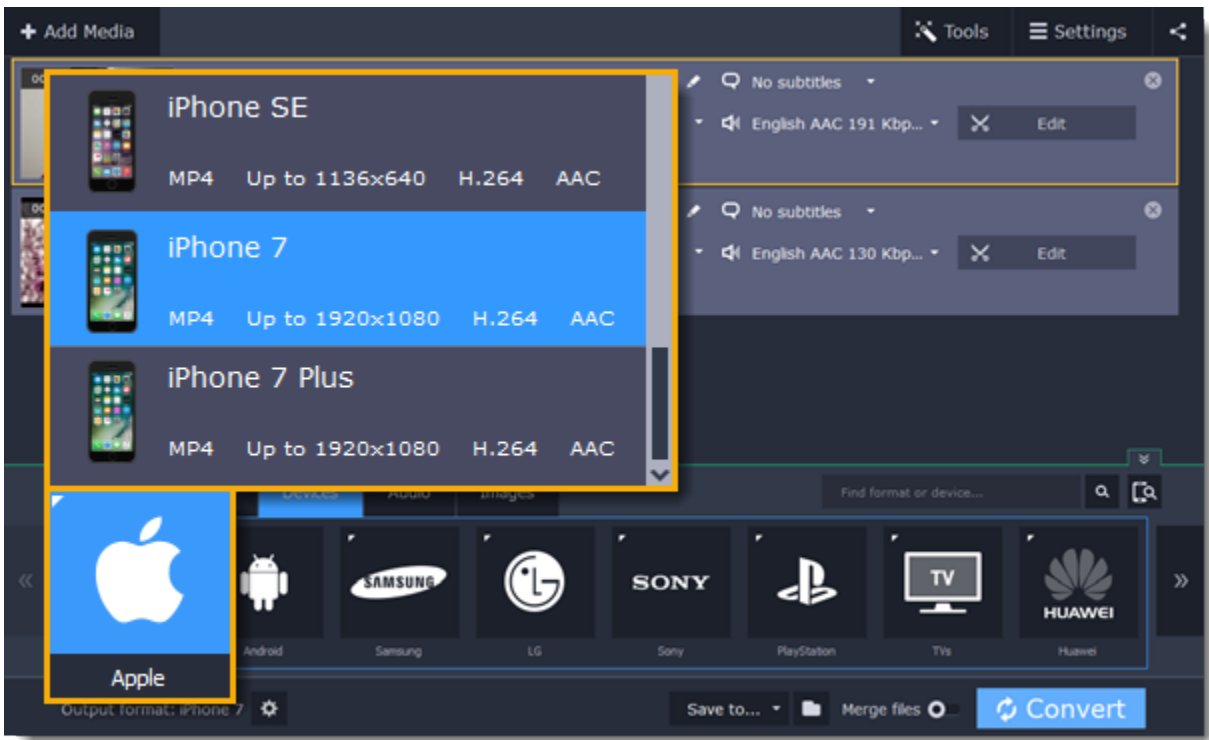 Add Media
Tools
Settings
iPhone SE
MP4 Up to 1136x640 H.264 AAC
iPhone 7
MP4 Up to 1920x1080 H.264 AAC
iPhone 7 Plus
MP4 Up to 1920x1080 H.264 AAC
No subtitles
English AAC 191 Kbp...
Edit
No subtitles
English AAC 130 Kbp...
Edit
Devices Audio Images
Find format or device...
SAMSUNG
SONY
TV
HUAWEI
Apple
Android
Samsung
LG
Sony
PlayStation
TVs
Huawei
Output format: iPhone 7
Save to...
Merge files
Convert